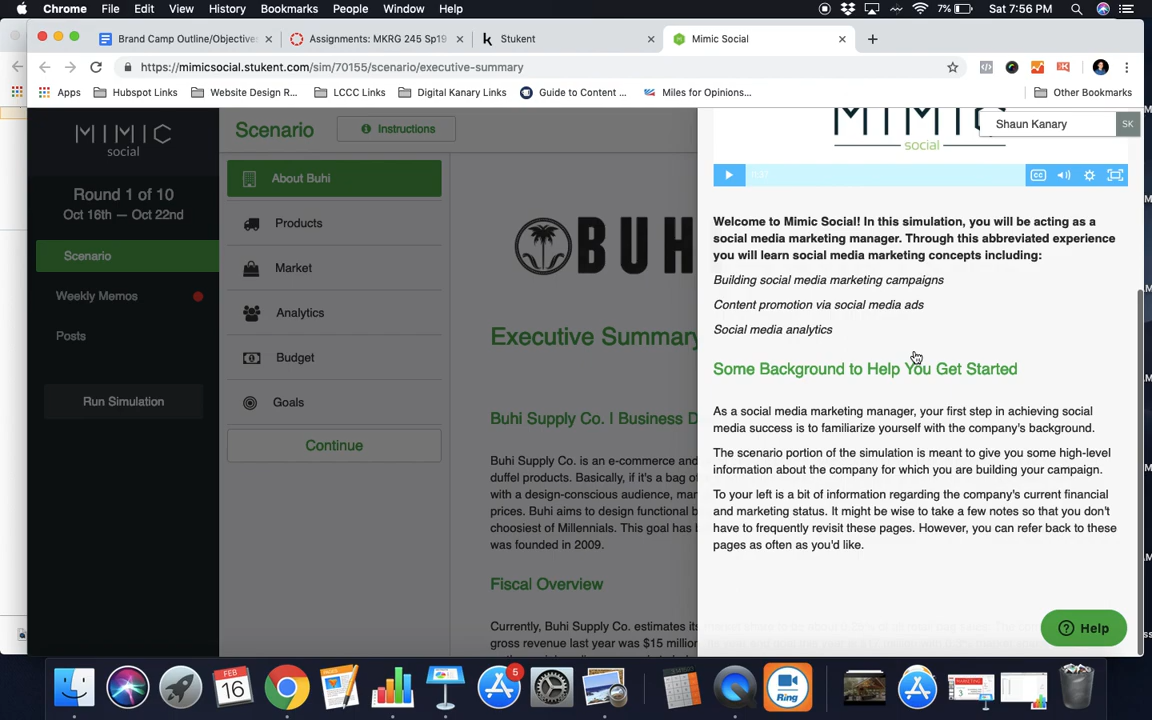 Chrome File Edit View History Bookmarks People Window Help 7% Sat 7:56 PM
Brand Camp Outline/Objectives Assignments: MKRG 245 Sp19 Stukent Mimic Social
https://mimicsocial.stukent.com/sim/70155/scenario/executive-summary
Apps Hubspot Links Website Design R... LCCC Links Digital Kanary Links Guide to Content ... Miles for Opinions... Other Bookmarks
MIMIC
social
Round 1 of 10
Oct 16th — Oct 22nd
Scenario
Weekly Memos
Posts
Run Simulation
Scenario Instructions
About Buhi
Products
Market
Analytics
Budget
Goals
Continue
BUHI
Executive Summary
Buhi Supply Co. | Business D
Buhi Supply Co. is an e-commerce and
duffel products. Basically, if it's a bag of
with a design-conscious audience, mar
prices. Buhi aims to design functional b
choosiest of Millennials. This goal has
was founded in 2009.
Fiscal Overview
Currently, Buhi Supply Co. estimates its
gross revenue last year was $15 million
MIMIC
social
Shaun Kanary SK
0:37 CC
Welcome to Mimic Social! In this simulation, you will be acting as a
social media marketing manager. Through this abbreviated experience
you will learn social media marketing concepts including:
Building social media marketing campaigns
Content promotion via social media ads
Social media analytics
Some Background to Help You Get Started
As a social media marketing manager, your first step in achieving social
media success is to familiarize yourself with the company's background.
The scenario portion of the simulation is meant to give you some high-level
information about the company for which you are building your campaign.
To your left is a bit of information regarding the company's current financial
and marketing status. It might be wise to take a few notes so that you don't
have to frequently revisit these pages. However, you can refer back to these
pages as often as you'd like.
Help
FEB
16
5
Ring